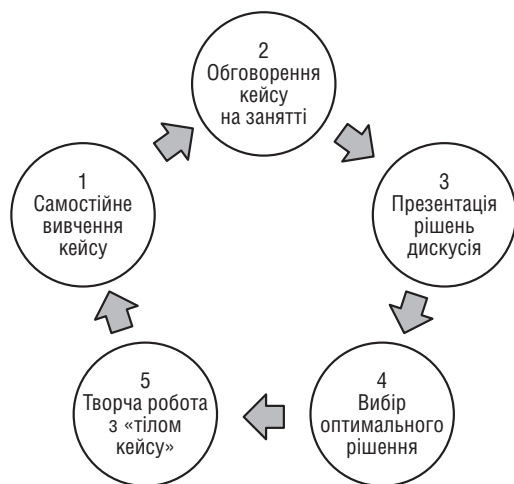 1
Самостійне
вивчення
кейсу
2
Обговорення
кейсу
на занятті
3
Презентація
рішень
дискусія
4
Вибір
оптимального
рішення
5
Творча робота
з «тілом
кейсу»